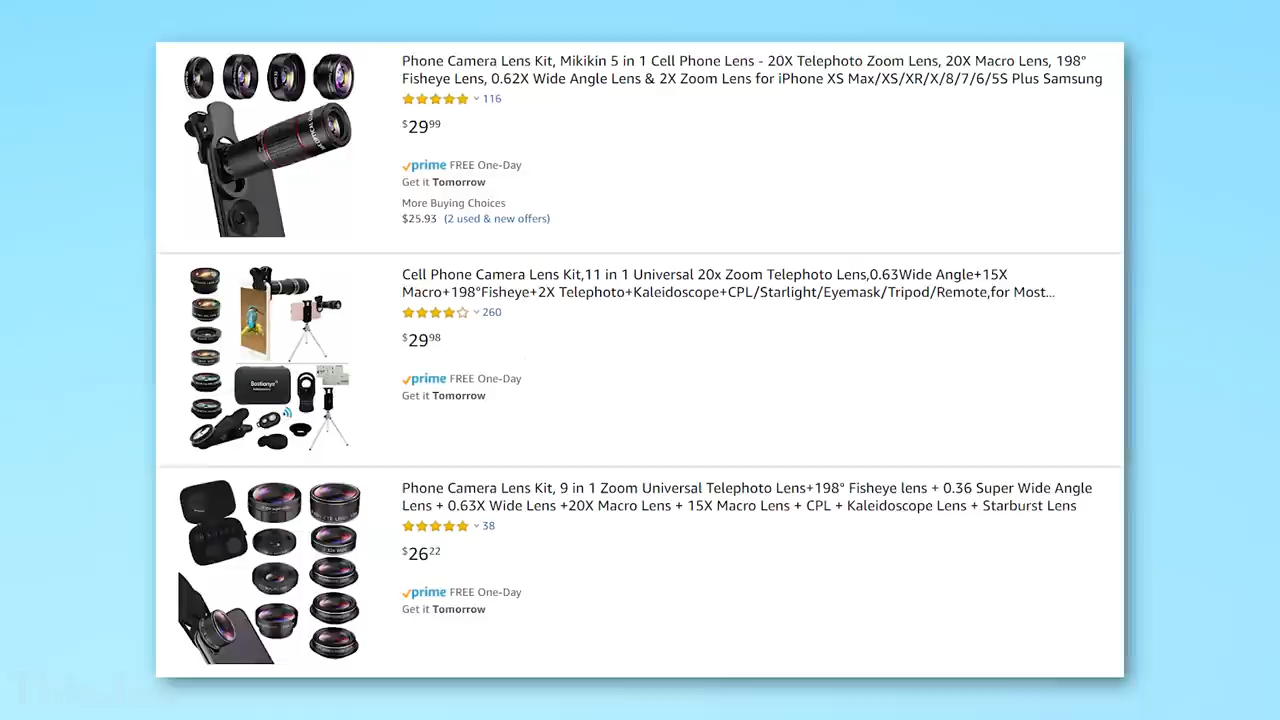 Phone Camera Lens Kit, Mikikin 5 in 1 Cell Phone Lens - 20X Telephoto Zoom Lens, 20X Macro Lens, 198°
Fisheye Lens, 0.62X Wide Angle Lens & 2X Zoom Lens for iPhone XS Max/XS/XR/X/8/7/6/5S Plus Samsung
116
$29 99
prime FREE One-Day
Get it Tomorrow
More Buying Choices
$25.93 (2 used & new offers)
Cell Phone Camera Lens Kit,11 in 1 Universal 20x Zoom Telephoto Lens,0.63Wide Angle+15X
Macro+198°Fisheye+2X Telephoto+Kaleidoscope+CPL/Starlight/Eyemask/Tripod/Remote,for Most...
260
$29 98
prime FREE One-Day
Get it Tomorrow
Phone Camera Lens Kit, 9 in 1 Zoom Universal Telephoto Lens+198° Fisheye lens + 0.36 Super Wide Angle
Lens + 0.63X Wide Lens +20X Macro Lens + 15X Macro Lens + CPL + Kaleidoscope Lens + Starburst Lens
38
$26 22
prime FREE One-Day
Get it Tomorrow